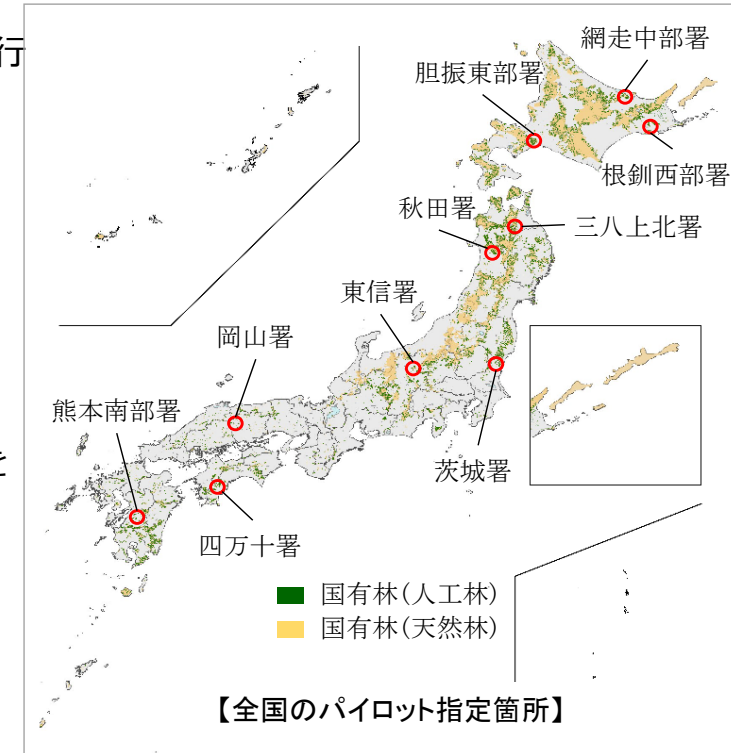 行
網走中部署
胆振東部署
根釧西部署
秋田署
三八上北署
東信署
岡山署
熊本南部署
と
茨城署
四万十署
国有林(人工林)
国有林(天然林)
【全国のパイロット指定箇所】